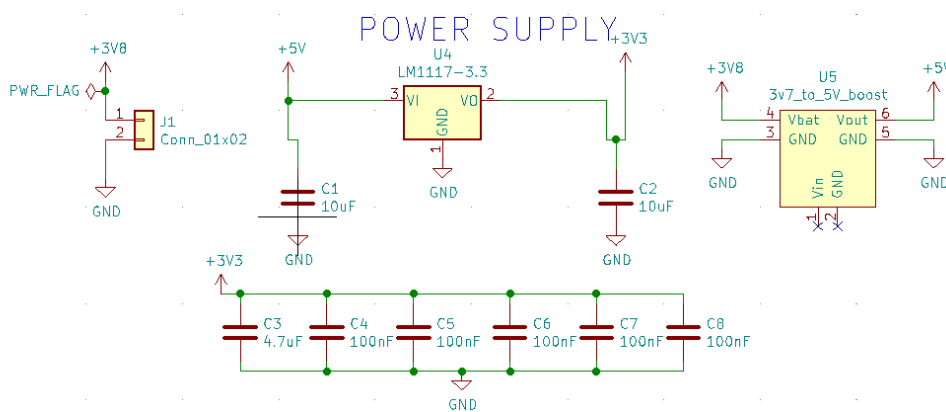 POWER SUPPLY
+3V8
PWR_FLAG
1
2
J1
Conn_01x02
GND
+5V
U4
LM1117-3.3
3
VI
VO
2
GND
1
GND
+3V3
C1
10uF
GND
C2
10uF
GND
+3V8
U5
3v7_to_5V_boost
+5V
4
Vbat
Vout
6
3
GND
GND
5
GND
GND
Vin
GND
1
2
+3V3
C3
4.7uF
C4
100nF
C5
100nF
C6
100nF
C7
100nF
C8
100nF
GND